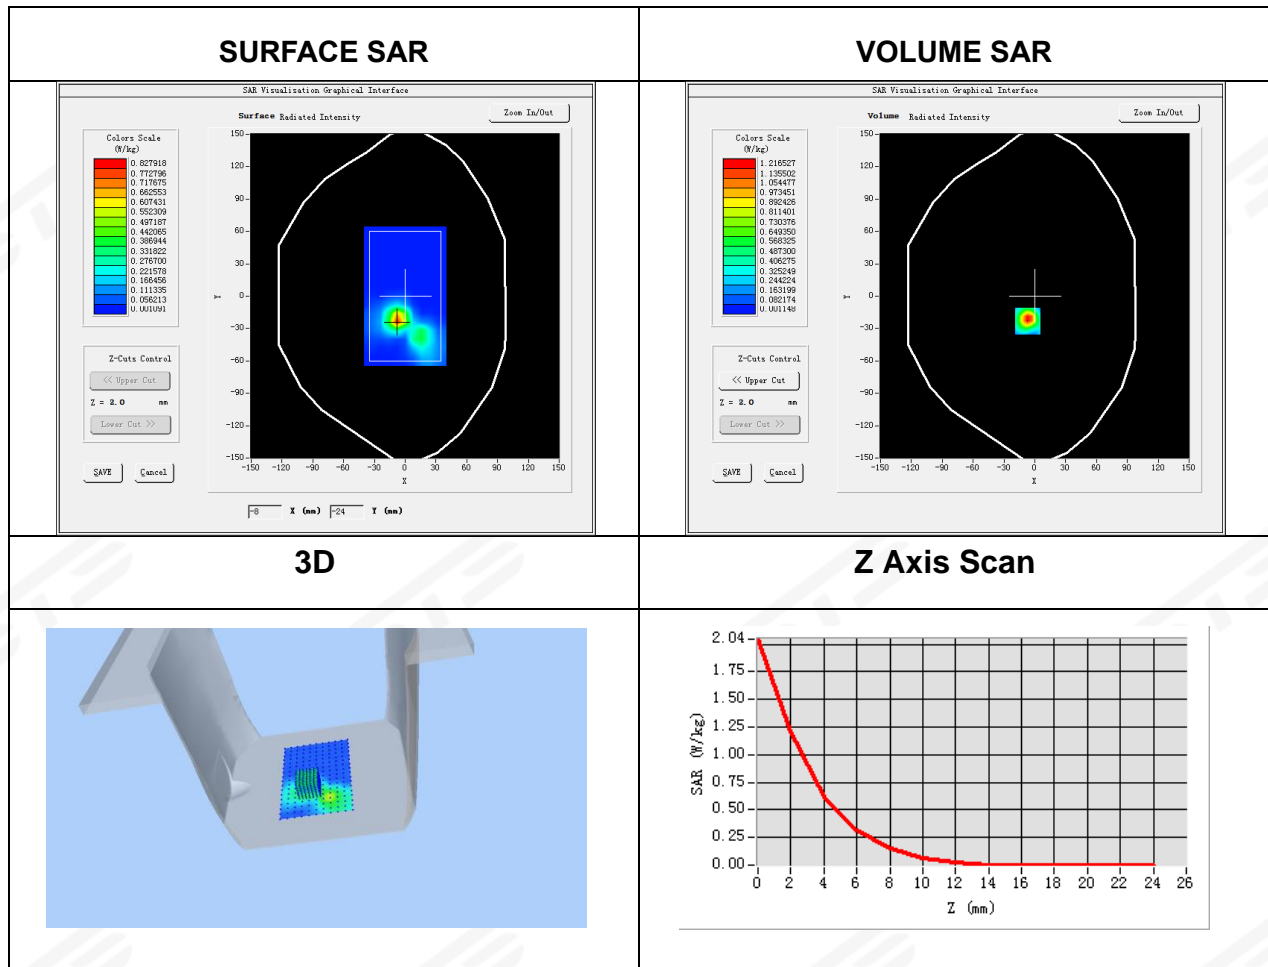 SURFACE SAR
VOLUME SAR
SAR Visualisation Graphical Interface
Surface Radiated Intensity
Zoom In/Out
Colors Scale
(W/kg)
0.827918
0.772796
0.717675
0.662553
0.607431
0.552309
0.497187
0.442065
0.386944
0.331822
0.276700
0.221578
0.166456
0.111335
0.056213
0.001091
Z-Cuts Control
<< Upper Cut
Z = 2.0 mm
Lower Cut >>
SAVE Cancel
150
120
90
60
30
0
-30
-60
-90
-120
-150
Y
-150 -120 -90 -60 -30 0 30 60 90 120 150
X
-8 X (mm) -24 Y (mm)
SAR Visualisation Graphical Interface
Volume Radiated Intensity
Zoom In/Out
Colors Scale
(W/kg)
1.216527
1.135502
1.054477
0.973451
0.892426
0.811401
0.730376
0.649350
0.568325
0.487300
0.406275
0.325249
0.244224
0.163199
0.082174
0.001148
Z-Cuts Control
<< Upper Cut
Z = 2.0 mm
Lower Cut >>
SAVE Cancel
150
120
90
60
30
0
-30
-60
-90
-120
-150
Y
-150 -120 -90 -60 -30 0 30 60 90 120 150
X
3D
Z Axis Scan
2.04
1.75
1.50
1.25
1.00
0.75
0.50
0.25
0.00
SAR (W/kg)
0 2 4 6 8 10 12 14 16 18 20 22 24 26
Z (mm)